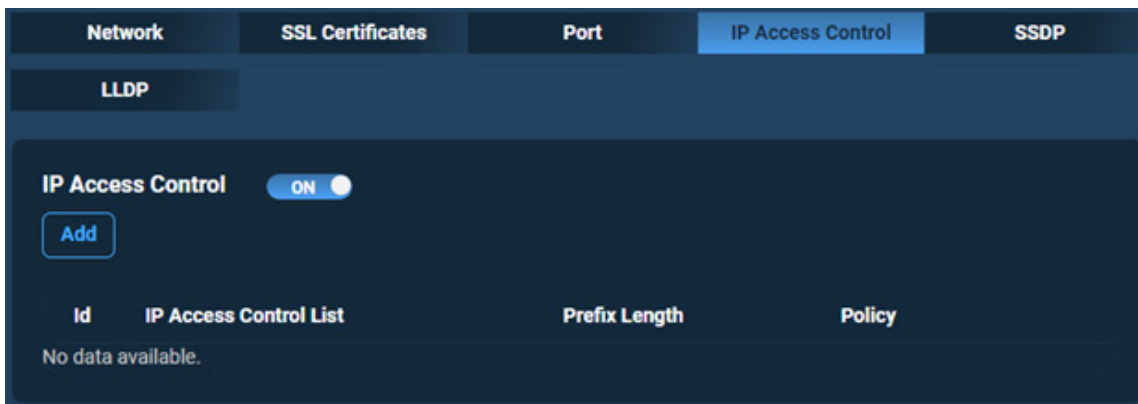 Network SSL Certificates Port IP Access Control SSDP
LLDP
IP Access Control ON
Add
Id IP Access Control List Prefix Length Policy
No data available.